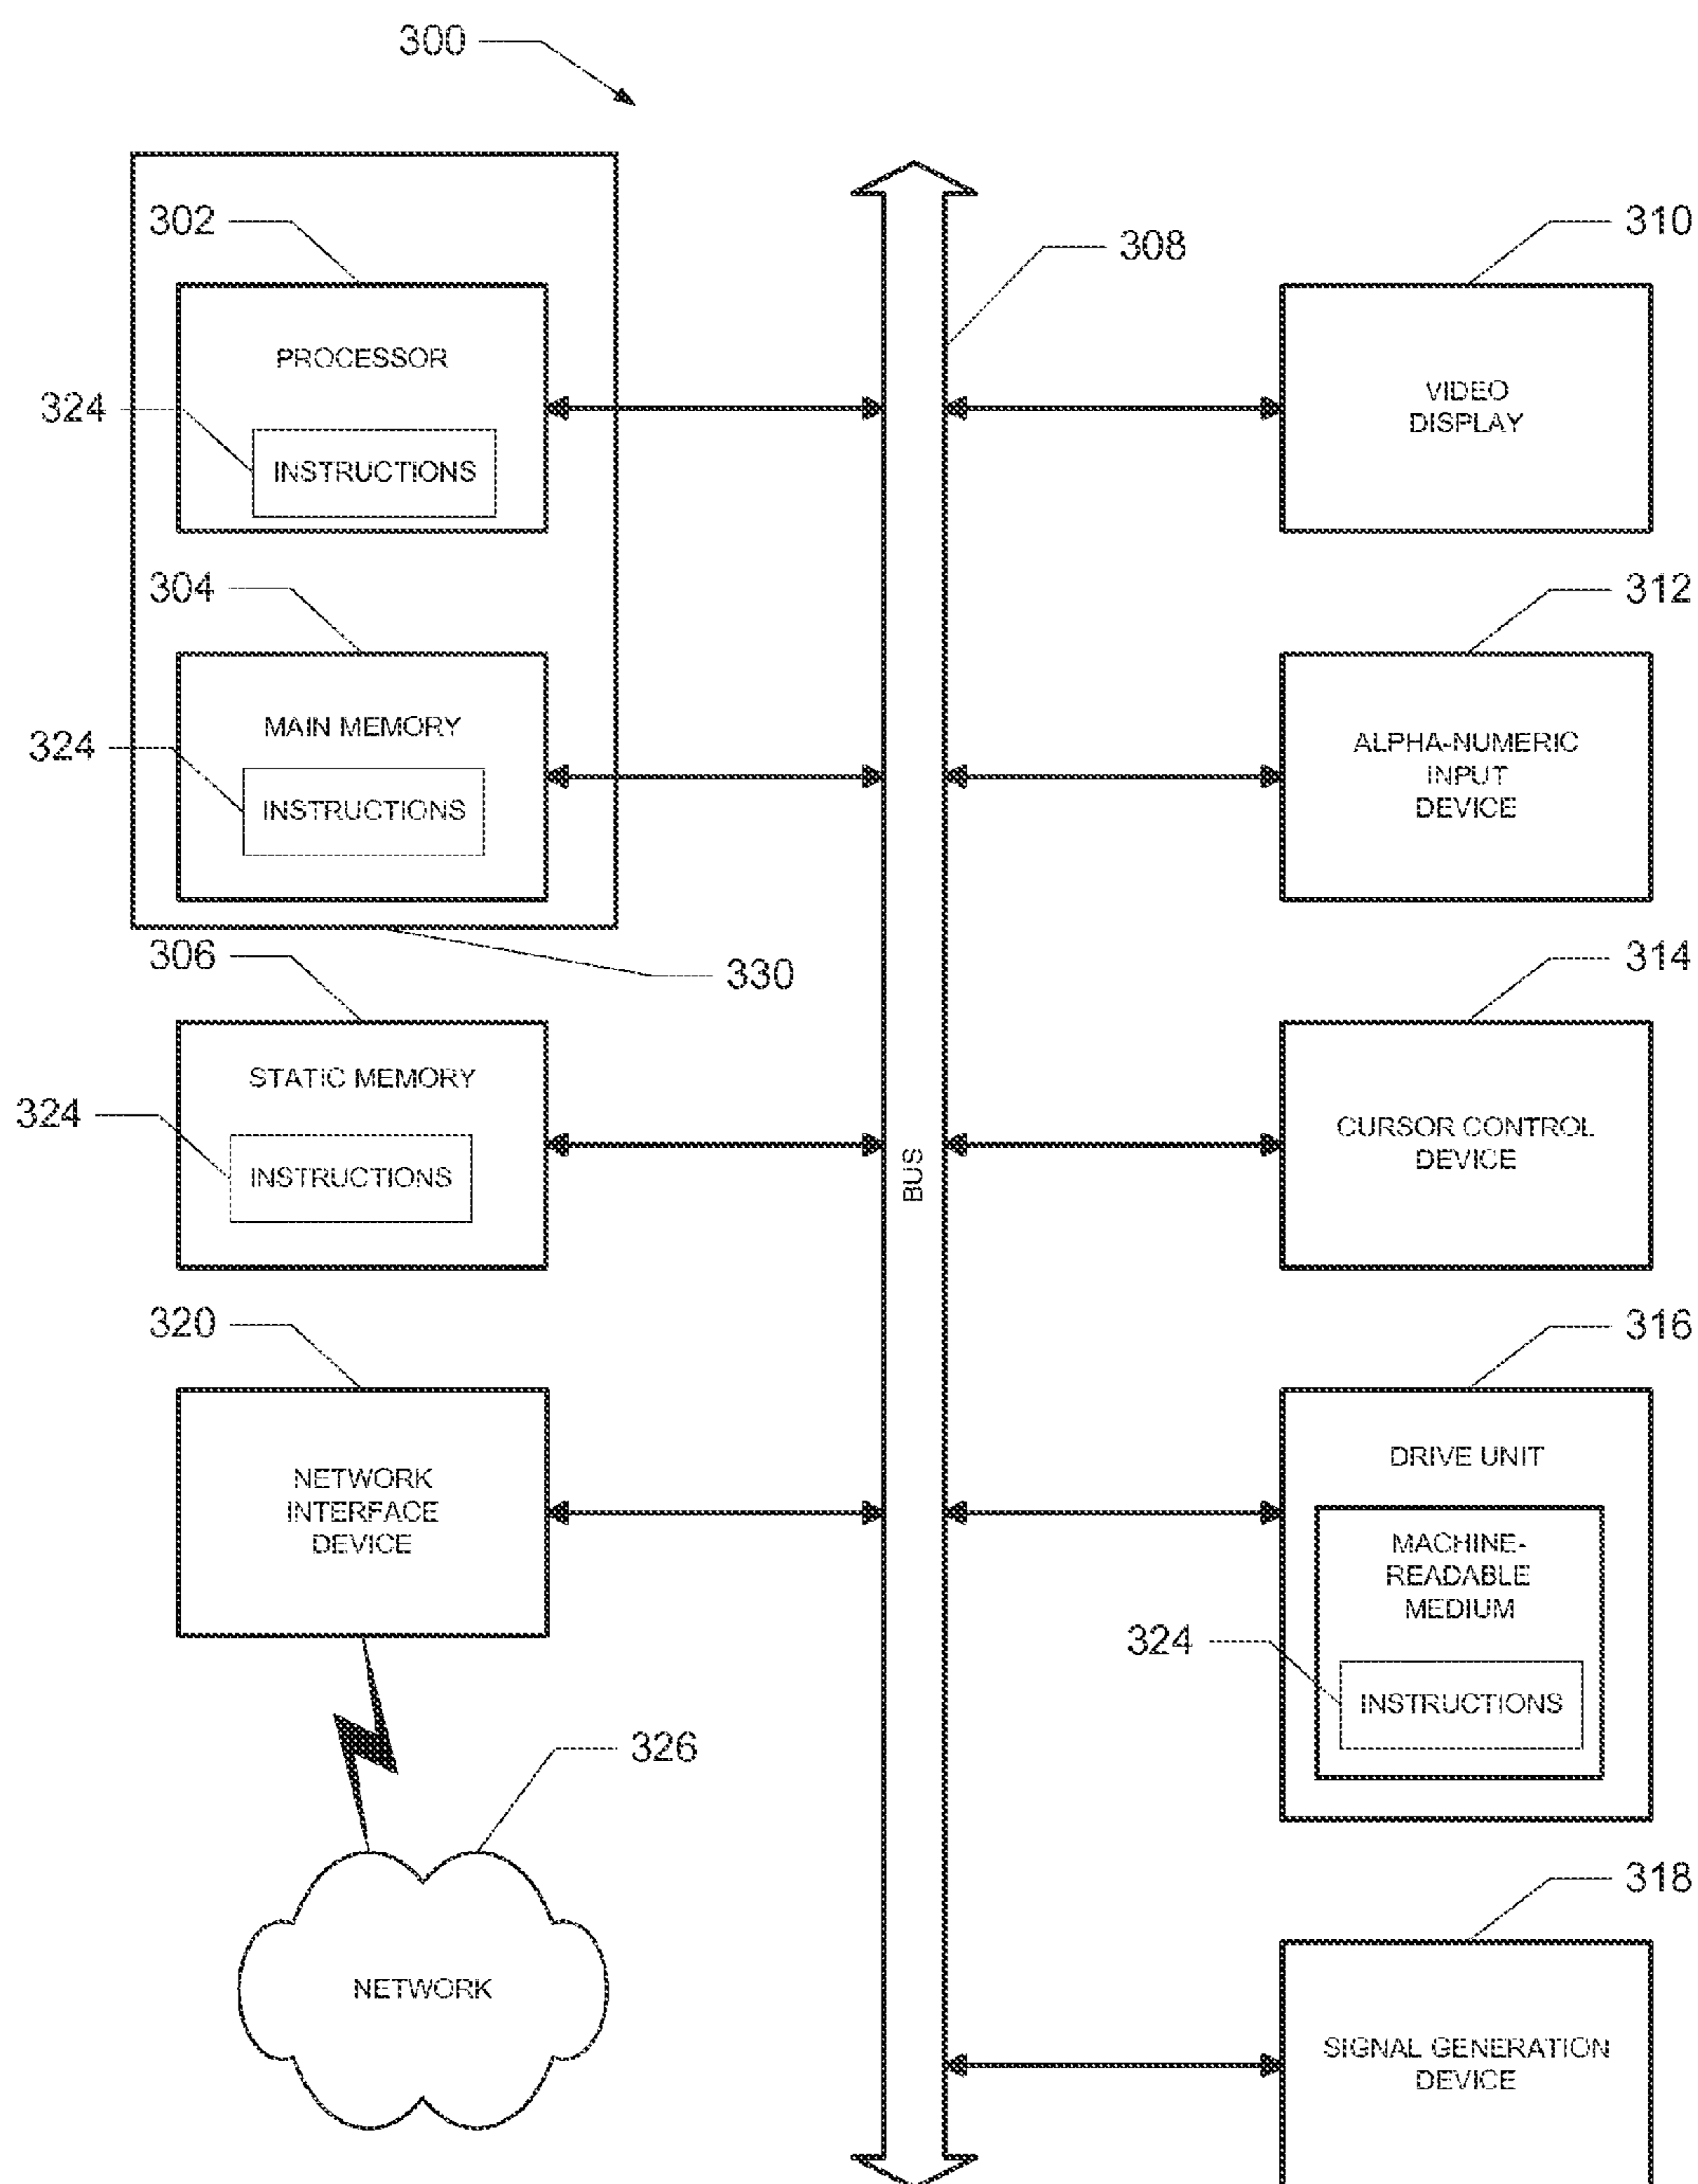 300
302
PROCESSOR
324
INSTRUCTIONS
304
MAIN MEMORY
324
INSTRUCTIONS
330
306
STATIC MEMORY
324
INSTRUCTIONS
320
NETWORK
INTERFACE
DEVICE
326
NETWORK
308
BUS
310
VIDEO
DISPLAY
312
ALPHA-NUMERIC
INPUT
DEVICE
314
CURSOR CONTROL
DEVICE
316
DRIVE UNIT
MACHINE-
READABLE
MEDIUM
324
INSTRUCTIONS
318
SIGNAL GENERATION
DEVICE